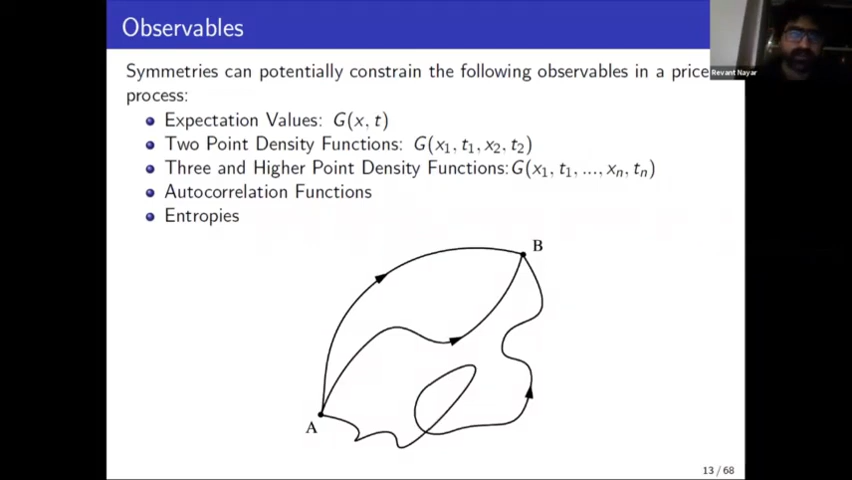 Observables
Symmetries can potentially constrain the following observables in a price
process:
Expectation Values: G(x, t)
Two Point Density Functions: G(x₁, t₁, x₂, t₂)
Three and Higher Point Density Functions:G(x₁, t₁, ..., xₙ, tₙ)
Autocorrelation Functions
Entropies
B
A
13 / 68
Revant Nayar